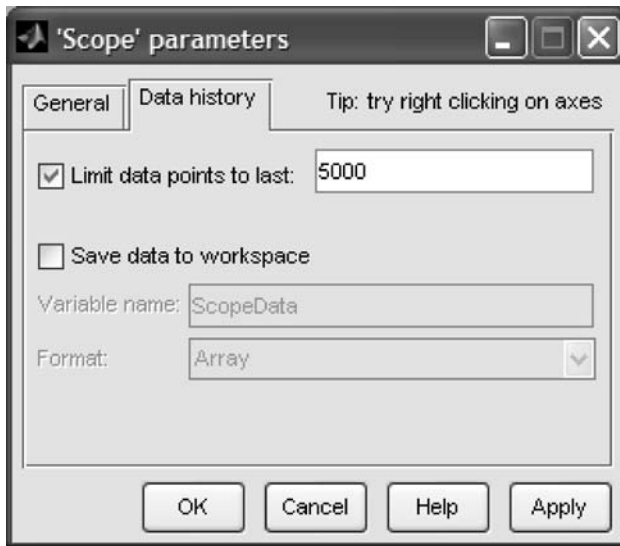 'Scope' parameters
General Data history Tip: try right clicking on axes
Limit data points to last: 5000
Save data to workspace
Variable name: ScopeData
Format: Array
OK Cancel Help Apply